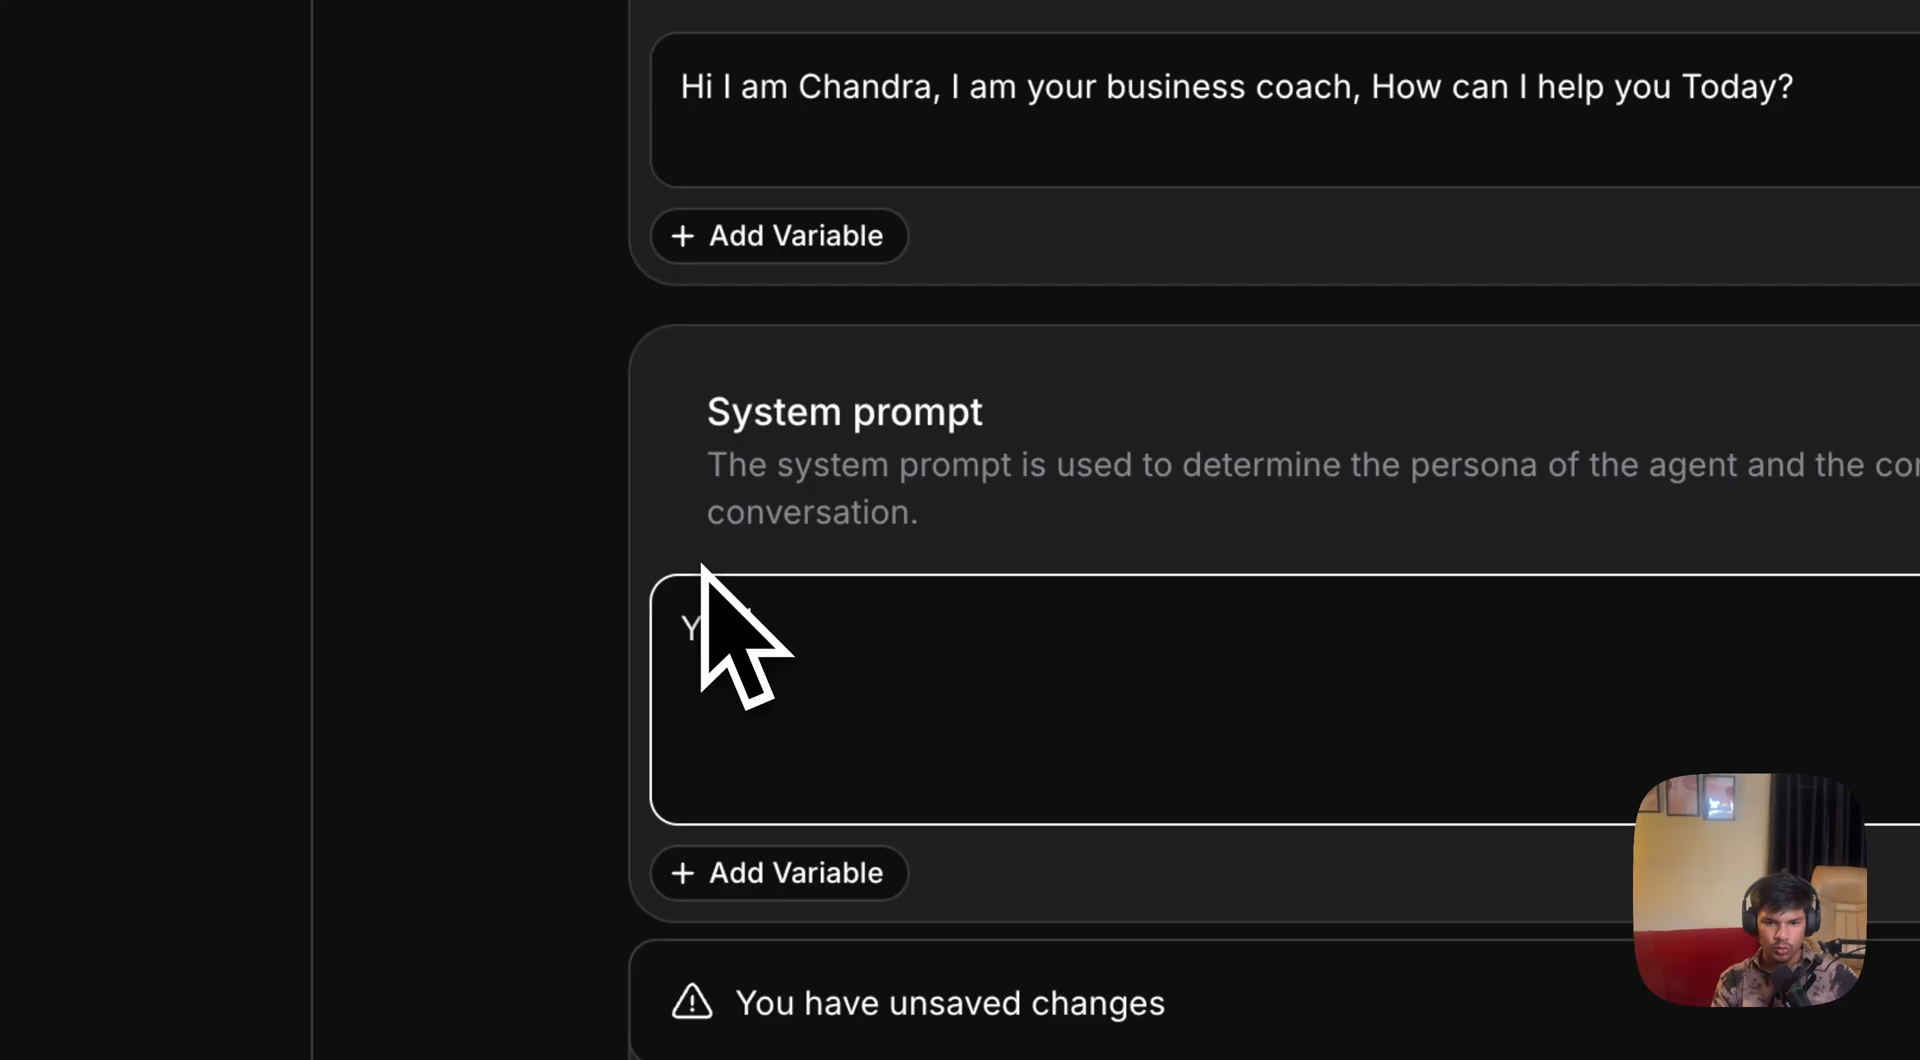 Hi I am Chandra, I am your business coach, How can I help you Today?
+ Add Variable
System prompt
The system prompt is used to determine the persona of the agent and the
conversation.
+ Add Variable
You have unsaved changes